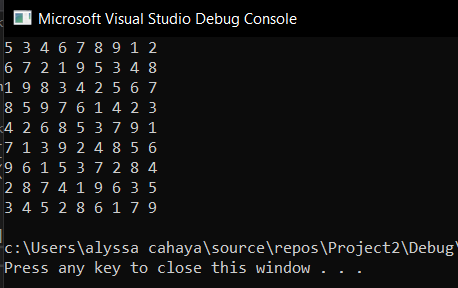 Microsoft Visual Studio Debug Console
5 3 4 6 7 8 9 1 2
6 7 2 1 9 5 3 4 8
1 9 8 3 4 2 5 6 7
8 5 9 7 6 1 4 2 3
4 2 6 8 5 3 7 9 1
7 1 3 9 2 4 8 5 6
9 6 1 5 3 7 2 8 4
2 8 7 4 1 9 6 3 5
3 4 5 2 8 6 1 7 9
c:\Users\alyssa cahaya\source\repos\Project2\Debug\
Press any key to close this window . . .